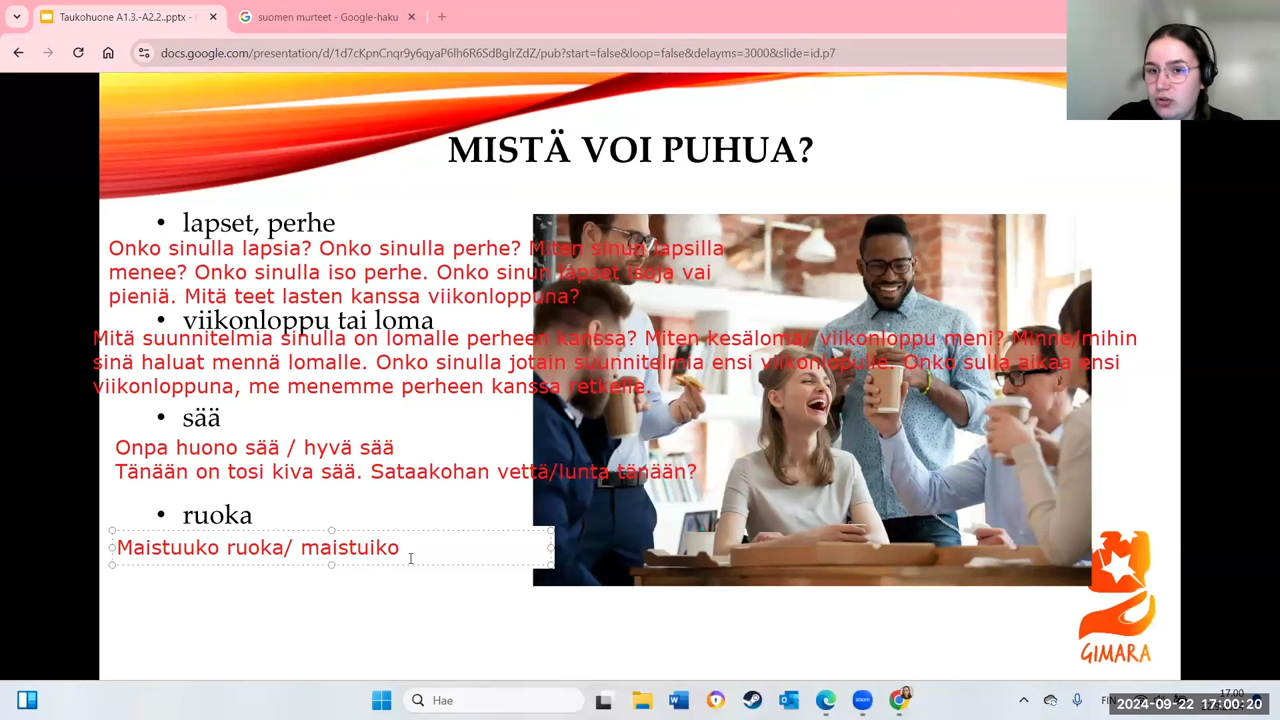 Taukohuone A1.3.-A2.2..pptx -
suomen murteet - Google-haku
docs.google.com/presentation/d/1d7cKpnCnqr9y6qyaP6lh6R6SdBglrZdZ/pub?start=false&loop=false&delayms=3000&slide=id.p7
MISTÄ VOI PUHUA?
• lapset, perhe
Onko sinulla lapsia? Onko sinulla perhe? Miten sinun lapsilla
menee? Onko sinulla iso perhe. Onko sinun lapset isoja vai
pieniä. Mitä teet lasten kanssa viikonloppuna?
• viikonloppu tai loma
Mitä suunnitelmia sinulla on lomalle perheen kanssa? Miten kesäloma/ viikonloppu meni? Minne/mihin
sinä haluat mennä lomalle. Onko sinulla jotain suunnitelmia ensi viikonlopulle. Onko sulla aikaa ensi
viikonloppuna, me menemme perheen kanssa retkelle.
• sää
Onpa huono sää / hyvä sää
Tänään on tosi kiva sää. Sataakohan vettä/lunta tänään?
• ruoka
Maistuuko ruoka/ maistuiko
GIMARA
Hae
zoom
FIN
17.00
2024-09-22 17:00:20